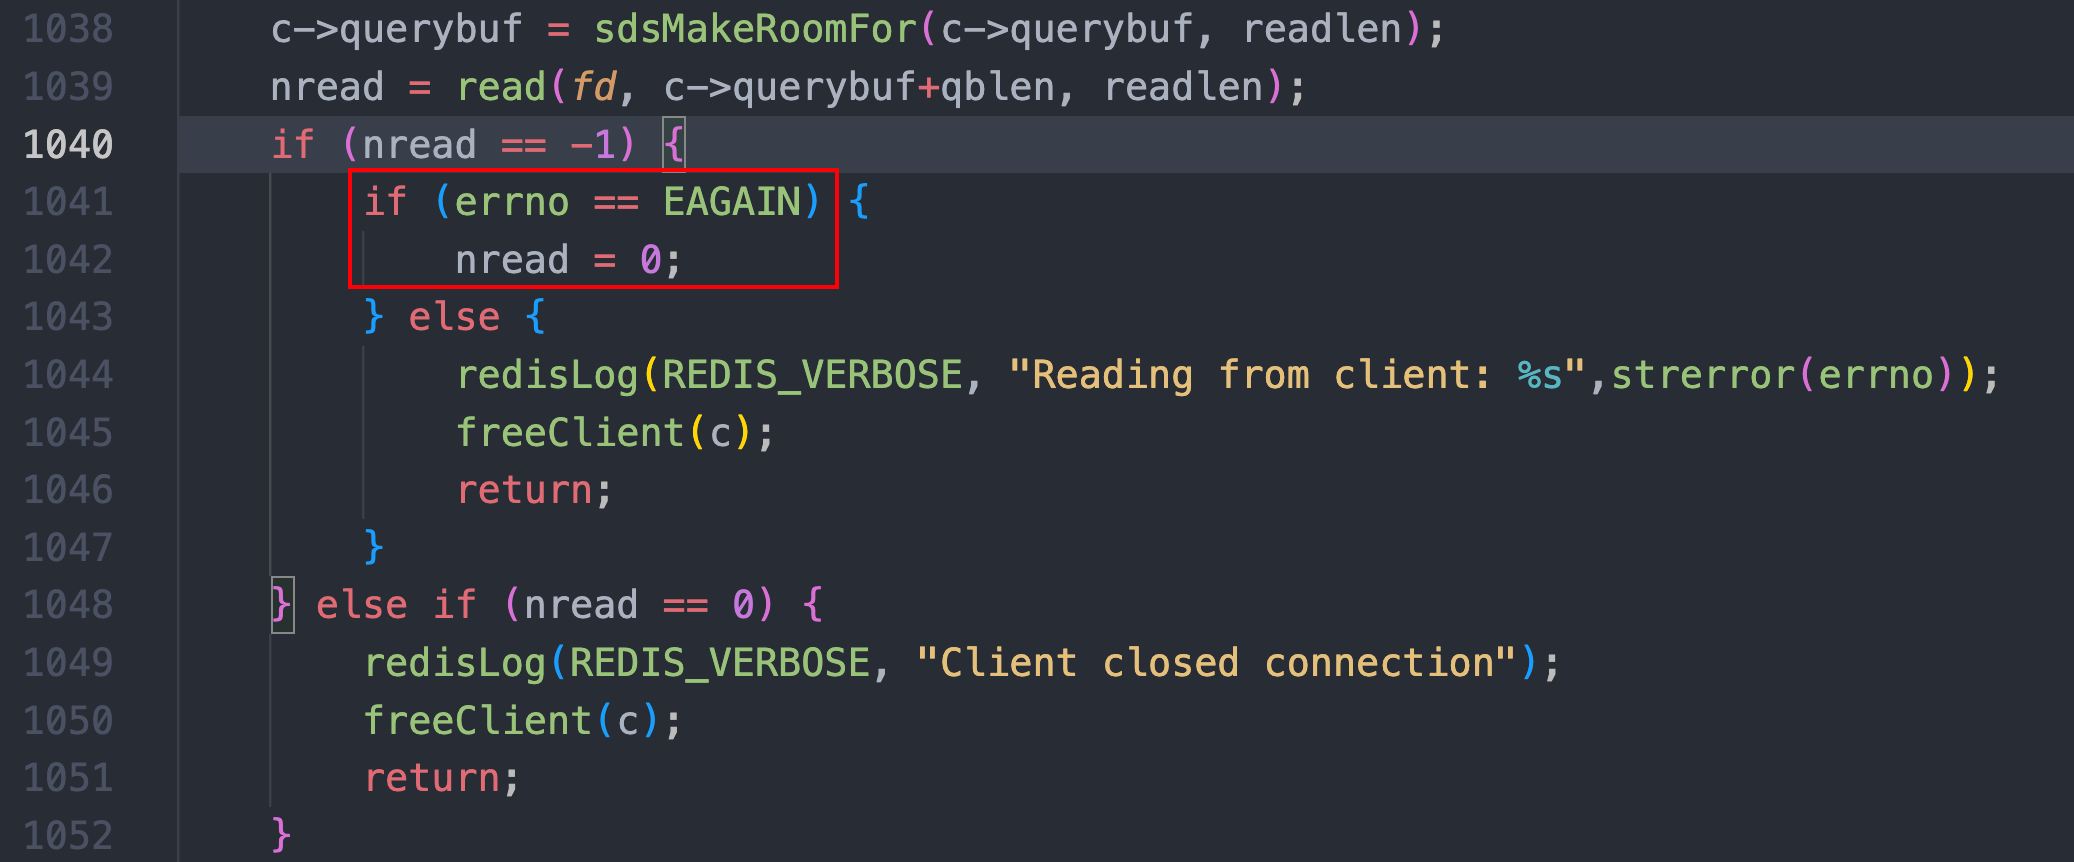 1038 c->querybuf = sdsMakeRoomFor(c->querybuf, readlen);
1039 nread = read(fd, c->querybuf+qblen, readlen);
1040 if (nread == -1) {
1041 if (errno == EAGAIN) {
1042 nread = 0;
1043 } else {
1044 redisLog(REDIS_VERBOSE, "Reading from client: %s",strerror(errno));
1045 freeClient(c);
1046 return;
1047 }
1048 } else if (nread == 0) {
1049 redisLog(REDIS_VERBOSE, "Client closed connection");
1050 freeClient(c);
1051 return;
1052 }